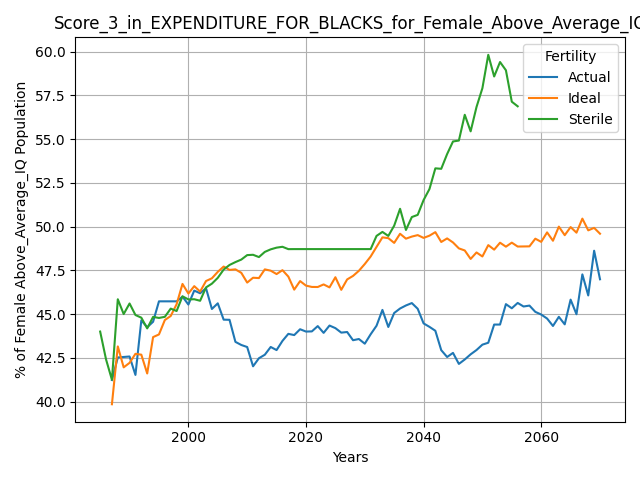 Score_3_in_EXPENDITURE_FOR_BLACKS_for_Female_Above_Average_IQ
Fertility
Actual
Ideal
Sterile
60.0
57.5
55.0
52.5
50.0
47.5
45.0
42.5
40.0
% of Female Above_Average_IQ Population
2000
2020
2040
2060
Years